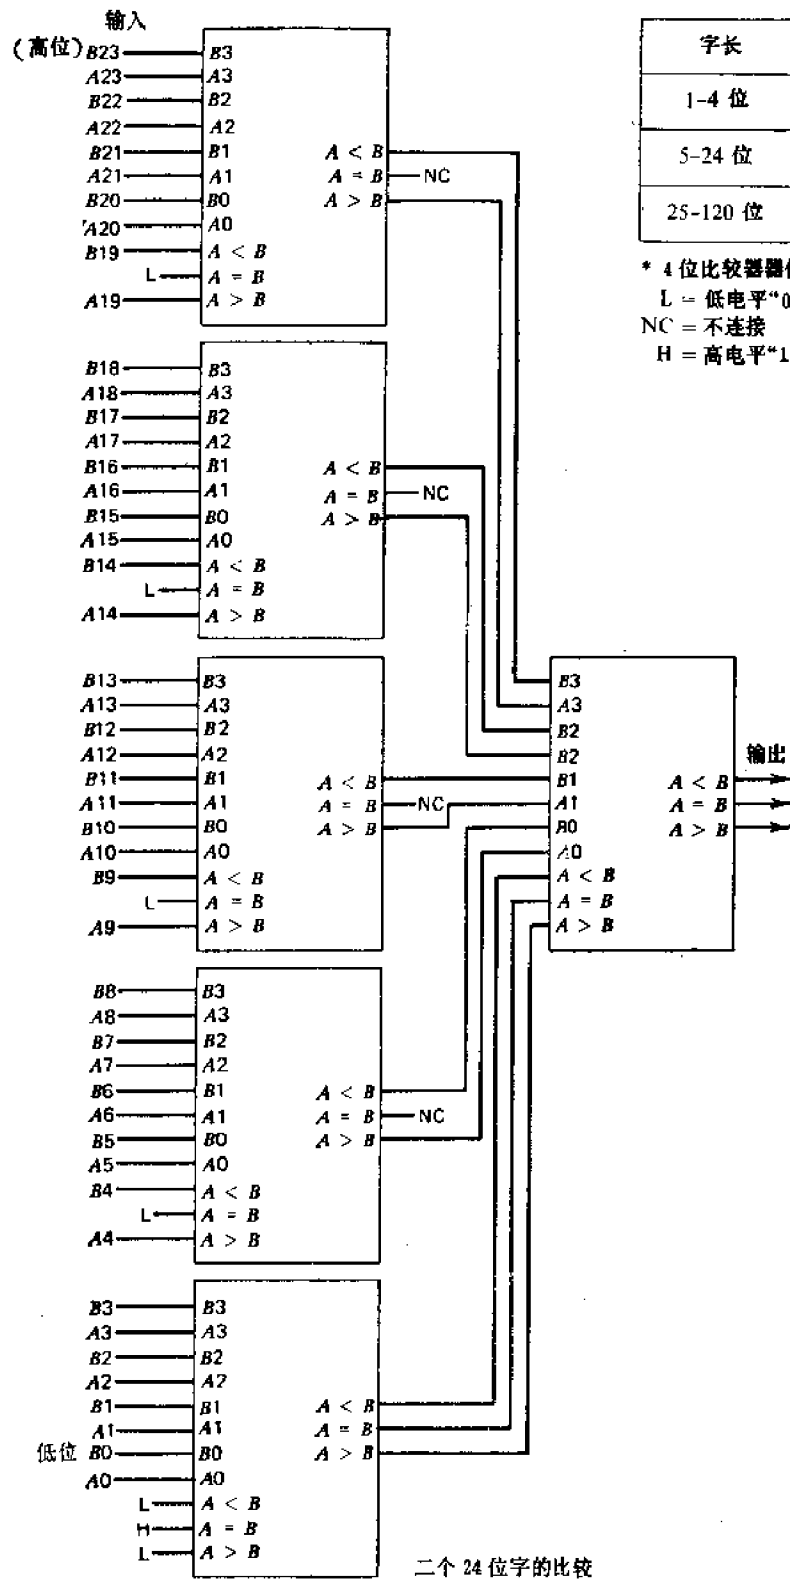 输入
(高位) B23 B3
A23 A3
B22 B2
A22 A2
B21 B1 A < B
A21 A1 A = B NC
B20 B0 A > B
A20 A0
B19 A < B
L A = B
A19 A > B
字长
1-4 位
5-24 位
25-120 位
* 4 位比较器器
L = 低电平"0
NC = 不连接
H = 高电平"1
B18 B3
A18 A3
B17 B2
A17 A2
B16 B1 A < B
A16 A1 A = B NC
B15 B0 A > B
A15 A0
B14 A < B
L A = B
A14 A > B
B13 B3
A13 A3
B12 B2
A12 A2
B11 B1 A < B
A11 A1 A = B NC
B10 B0 A > B
A10 A0
B9 A < B
L A = B
A9 A > B
B3
A3
B2
B2
B1 A < B 输出
A1 A = B
B0 A > B
A0
A < B
A = B
A > B
B8 B3
A8 A3
B7 B2
A7 A2
B6 B1 A < B
A6 A1 A = B NC
B5 B0 A > B
A5 A0
B4 A < B
L A = B
A4 A > B
B3 B3
A3 A3
B2 B2
A2 A2
B1 B1 A < B
A1 A1 A = B
低位 B0 B0 A > B
A0 A0
L A < B
H A = B
L A > B
二个 24 位字的比较